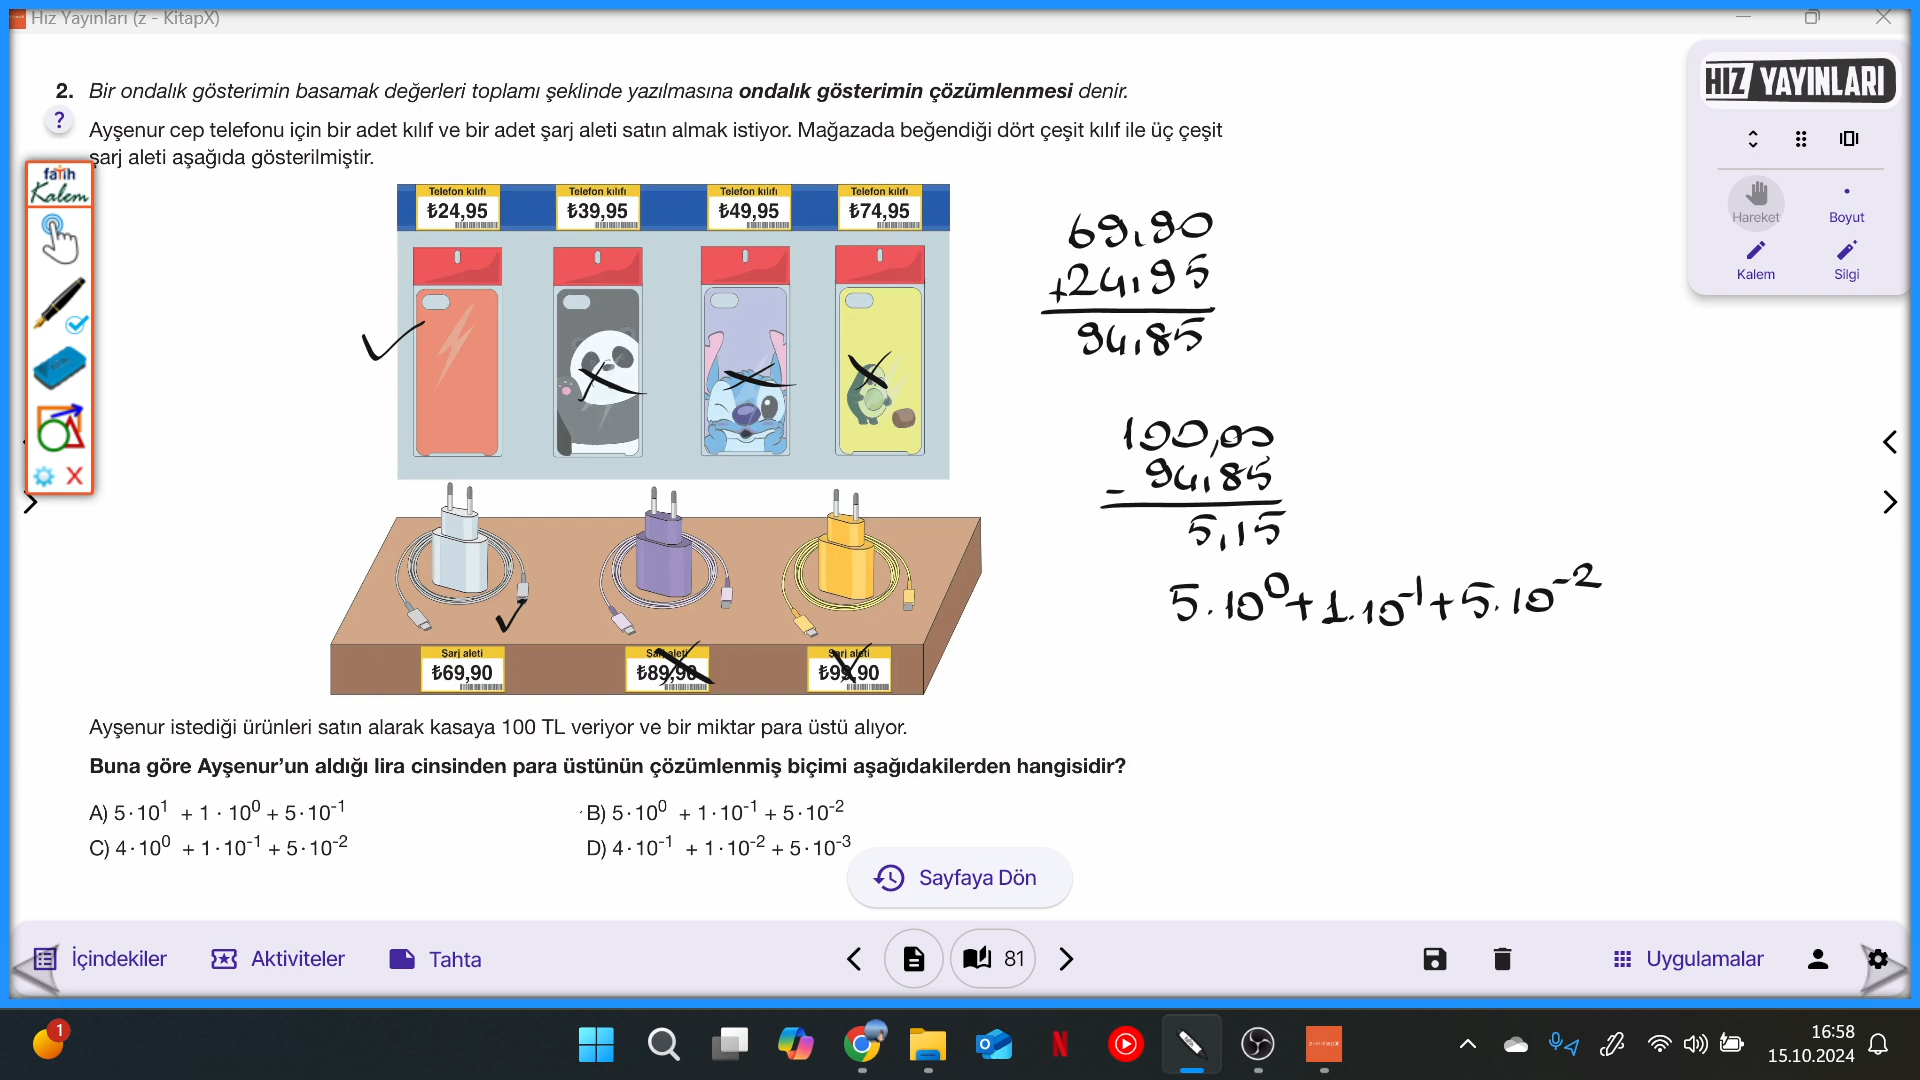 Hız Yayınları (z - KitapX)
2. Bir ondalık gösterimin basamak değerleri toplamı şeklinde yazılmasına ondalık gösterimin çözümlenmesi denir.
?
Ayşenur cep telefonu için bir adet kılıf ve bir adet şarj aleti satın almak istiyor. Mağazada beğendiği dört çeşit kılıf ile üç çeşit
şarj aleti aşağıda gösterilmiştir.
fatih
Kalem
Telefon kılıfı Telefon kılıfı Telefon kılıfı Telefon kılıfı
₺24,95 ₺39,95 ₺49,95 ₺74,95
69,90
+24,95
94,85
100,00
- 94,85
5,15
5·10⁰+1·10⁻¹+5·10⁻²
Şarj aleti Şarj aleti Şarj aleti
₺69,90 ₺89,90 ₺99,90
Ayşenur istediği ürünleri satın alarak kasaya 100 TL veriyor ve bir miktar para üstü alıyor.
Buna göre Ayşenur'un aldığı lira cinsinden para üstünün çözümlenmiş biçimi aşağıdakilerden hangisidir?
A) 5·10¹ + 1·10⁰ + 5·10⁻¹ B) 5·10⁰ + 1·10⁻¹ + 5·10⁻²
C) 4·10⁰ + 1·10⁻¹ + 5·10⁻² D) 4·10⁻¹ + 1·10⁻² + 5·10⁻³
HIZ YAYINLARI
Hareket Boyut
Kalem Silgi
Sayfaya Dön
İçindekiler Aktiviteler Tahta 81 Uygulamalar
1
16:58
15.10.2024